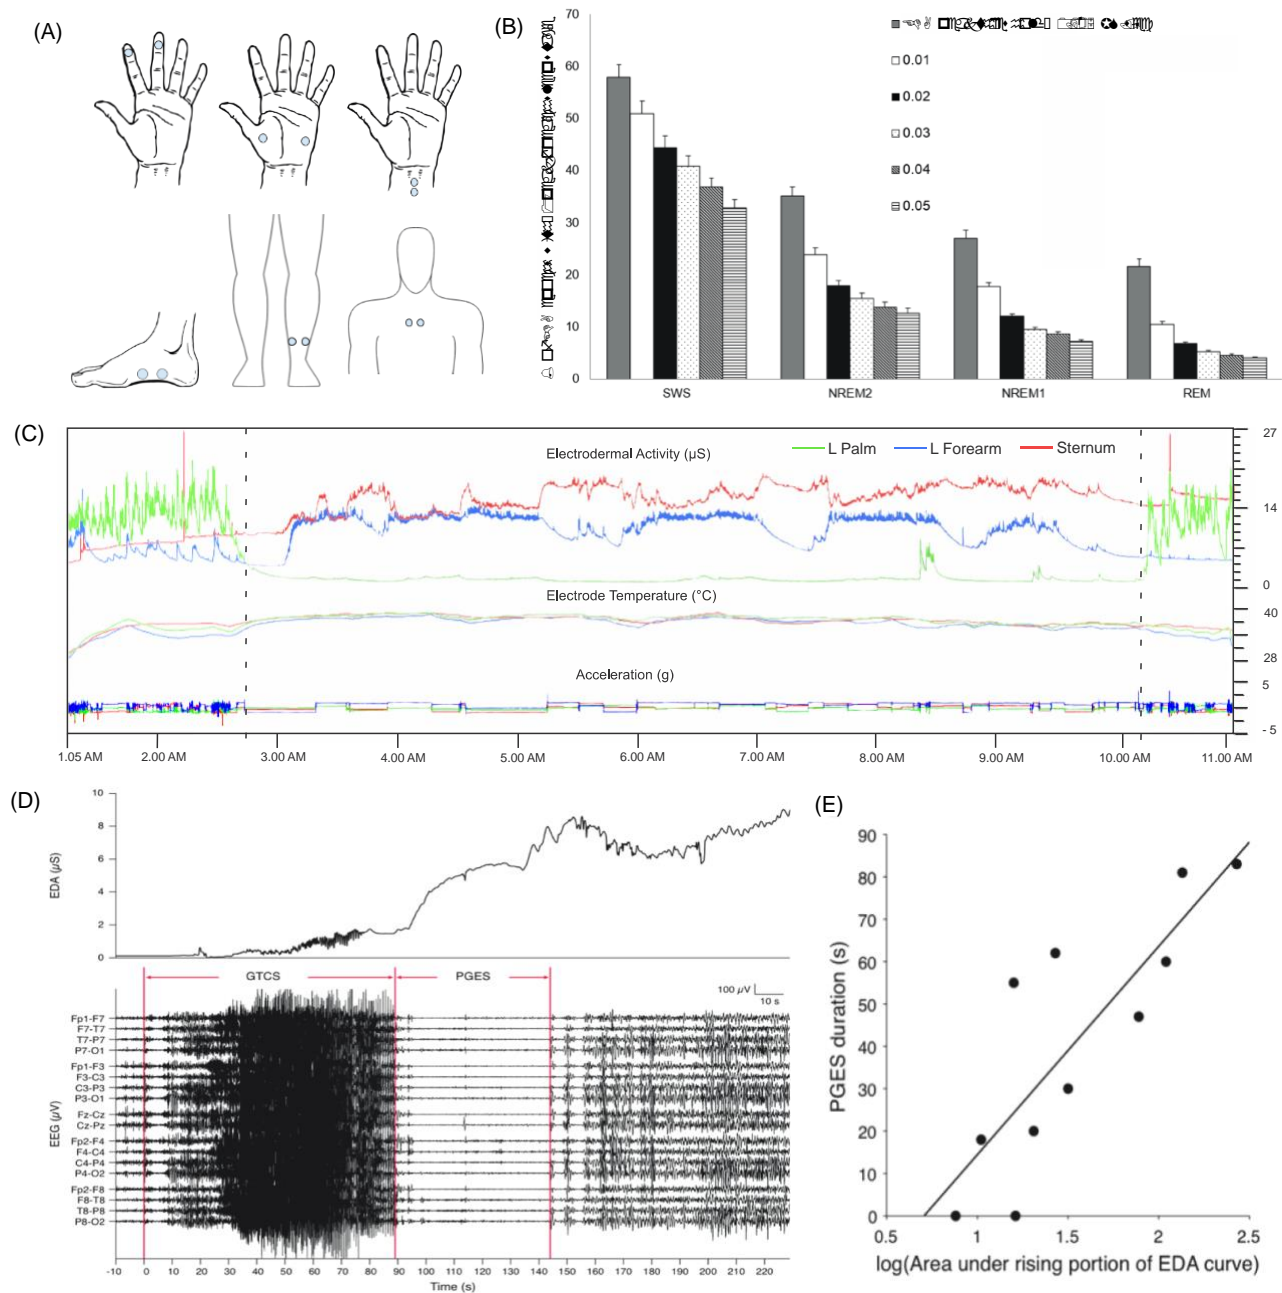 (A)
(B)
70
60
50
40
30
20
10
0
0.01
0.02
0.03
0.04
0.05
SWS
NREM2
NREM1
REM
(C)
Electrodermal Activity (µS)
L Palm
L Forearm
Sternum
27
14
0
Electrode Temperature (°C)
40
28
Acceleration (g)
5
-5
1.05 AM
2.00 AM
3.00 AM
4.00 AM
5.00 AM
6.00 AM
7.00 AM
8.00 AM
9.00 AM
10.00 AM
11.00 AM
(D)
10
8
6
4
2
0
EDA (µS)
GTCS
PGES
100 µV
10 s
Fp1-F7
F7-T7
T7-P7
P7-O1
Fp1-F3
F3-C3
C3-P3
P3-O1
Fz-Cz
Cz-Pz
Fp2-F4
F4-C4
C4-P4
P4-O2
Fp2-F8
F8-T8
T8-P8
P8-O2
EEG (µV)
-10 0 10 20 30 40 50 60 70 80 90 100 110 120 130 140 150 160 170 180 190 200 210 220
Time (s)
(E)
90
80
70
60
50
40
30
20
10
0
PGES duration (s)
0.5 1 1.5 2 2.5
log(Area under rising portion of EDA curve)